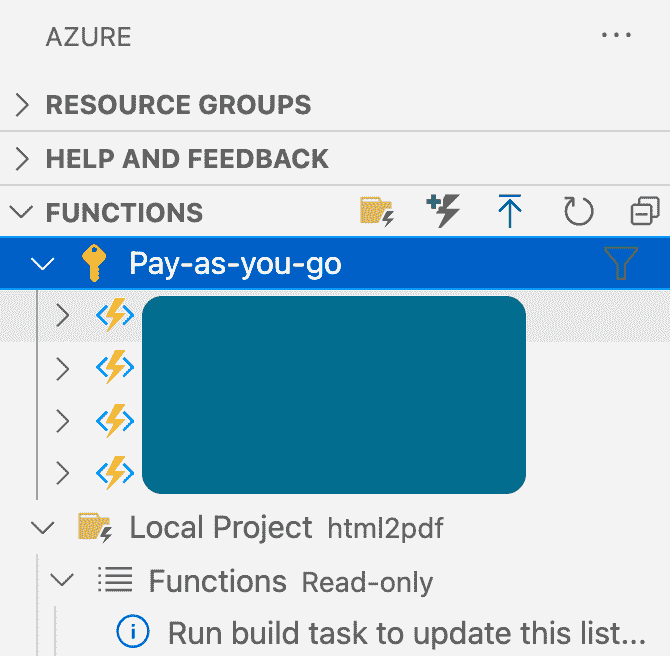 AZURE
RESOURCE GROUPS
HELP AND FEEDBACK
FUNCTIONS
Pay-as-you-go
Local Project html2pdf
Functions Read-only
Run build task to update this list...